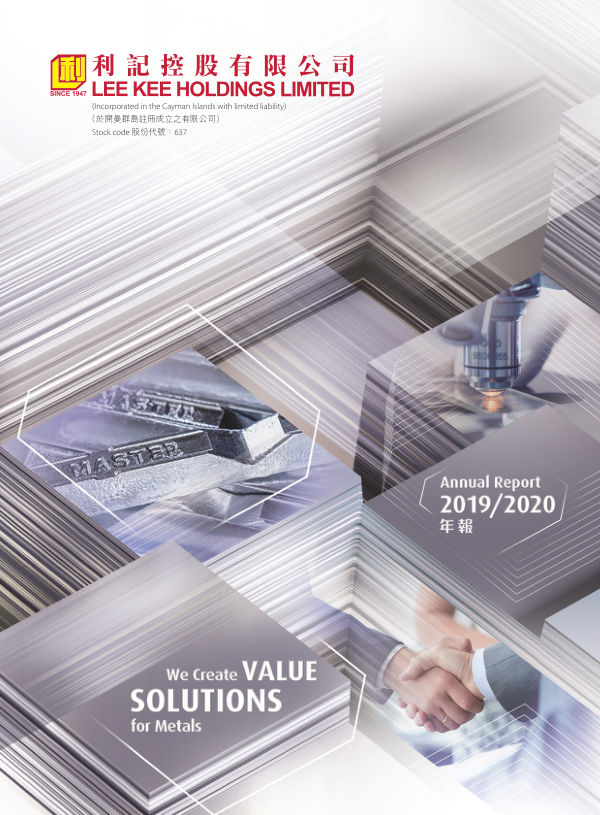 利記控股有限公司
SINCE 1947
LEE KEE HOLDINGS LIMITED
(Incorporated in the Cayman Islands with limited liability)
(於開曼群島註冊成立之有限公司)
Stock code 股份代號：637
MASTER
MASTER
Annual Report
2019/2020
年報
We Create VALUE
SOLUTIONS
for Metals